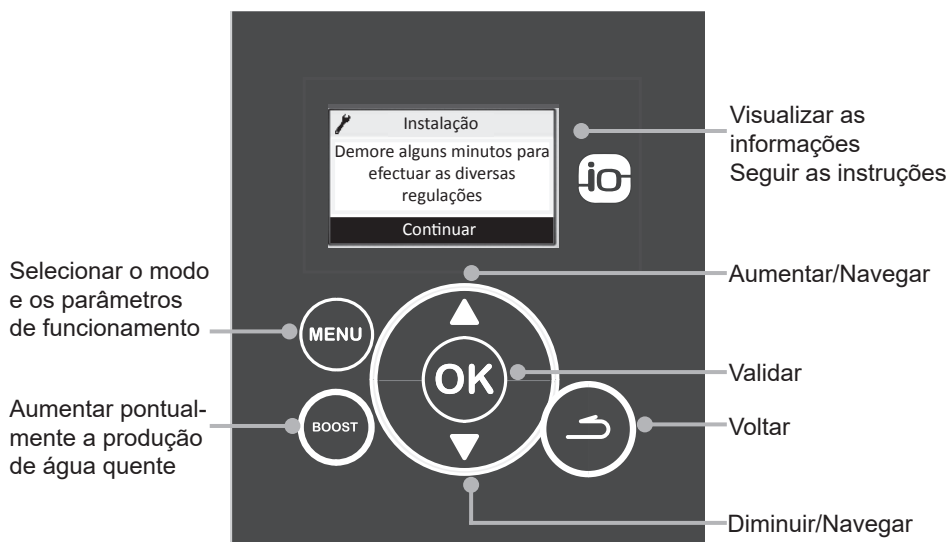 Instalação
Demore alguns minutos para
efectuar as diversas
regulações
Continuar
io
Visualizar as
informações
Seguir as instruções
Aumentar/Navegar
Selecionar o modo
e os parâmetros
de funcionamento
MENU
OK
Validar
Aumentar pontual-
mente a produção
de água quente
BOOST
Voltar
Diminuir/Navegar